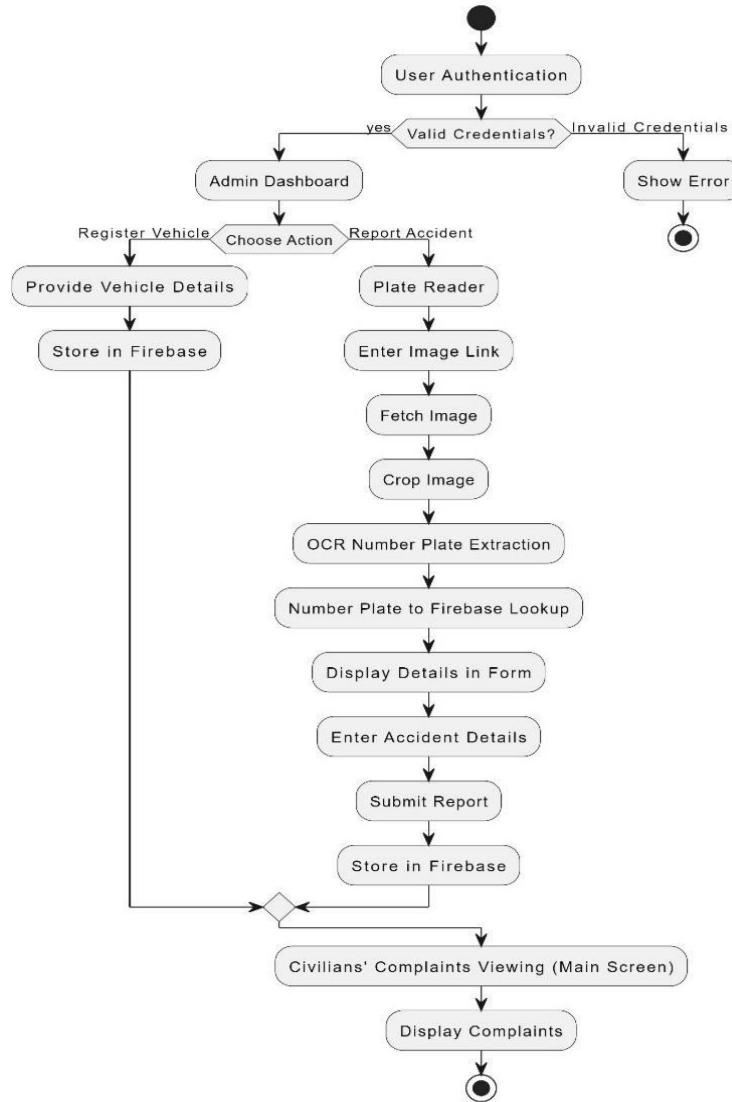 User Authentication
yes
Valid Credentials?
Invalid Credentials
Admin Dashboard
Show Error
Register Vehicle
Choose Action
Report Accident
Provide Vehicle Details
Plate Reader
Store in Firebase
Enter Image Link
Fetch Image
Crop Image
OCR Number Plate Extraction
Number Plate to Firebase Lookup
Display Details in Form
Enter Accident Details
Submit Report
Store in Firebase
Civilians' Complaints Viewing (Main Screen)
Display Complaints